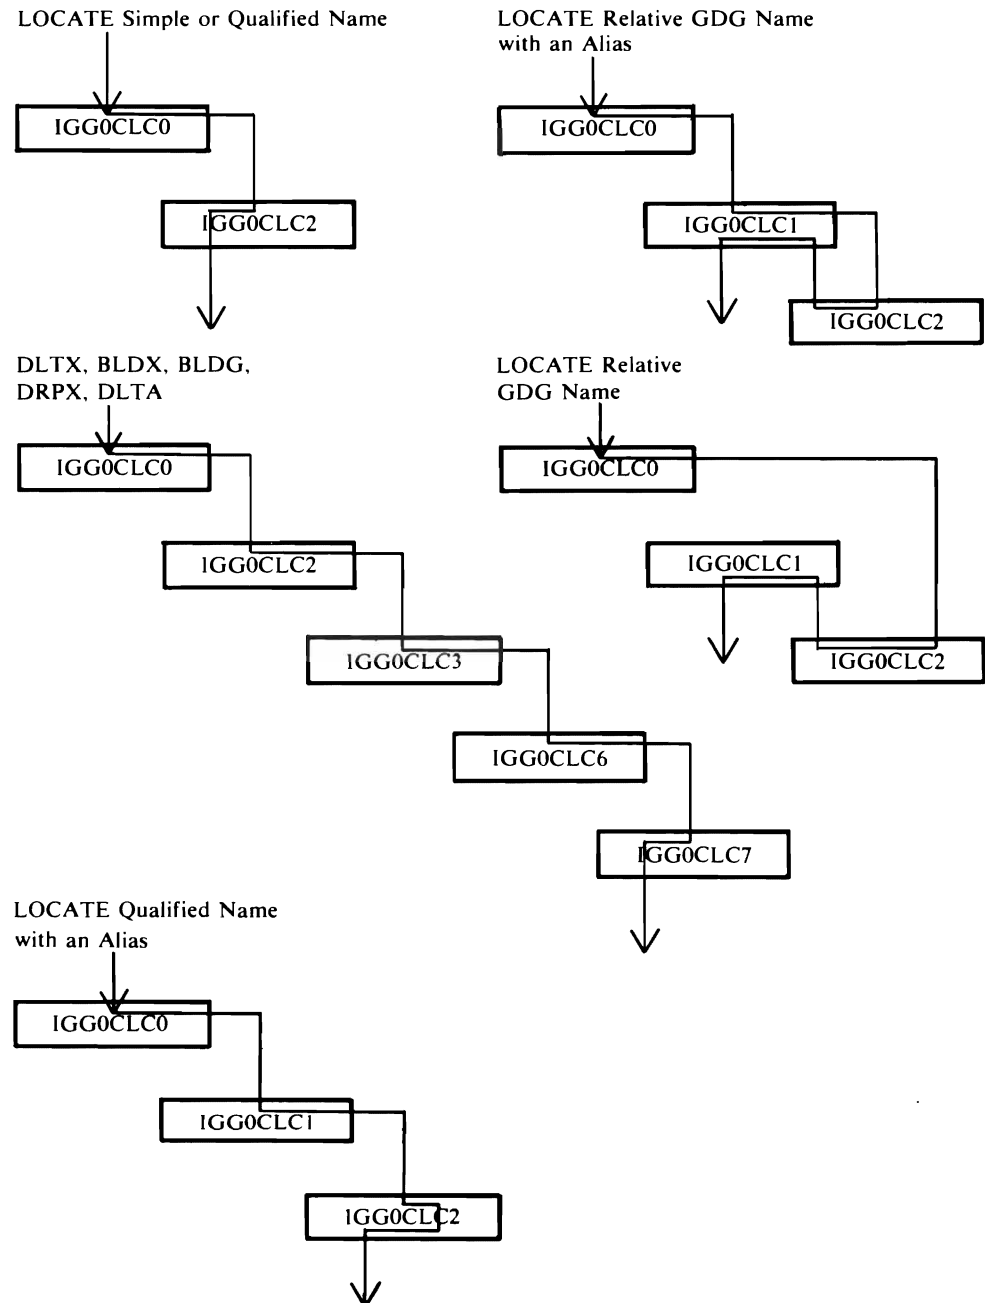 LOCATE Simple or Qualified Name
IGG0CLC0
IGG0CLC2
LOCATE Relative GDG Name
with an Alias
IGG0CLC0
IGG0CLC1
IGG0CLC2
DLTX, BLDX, BLDG,
DRPX, DLTA
IGG0CLC0
IGG0CLC2
IGG0CLC3
IGG0CLC6
IGG0CLC7
LOCATE Relative
GDG Name
IGG0CLC0
IGG0CLC1
IGG0CLC2
LOCATE Qualified Name
with an Alias
IGG0CLC0
IGG0CLC1
IGG0CLC2